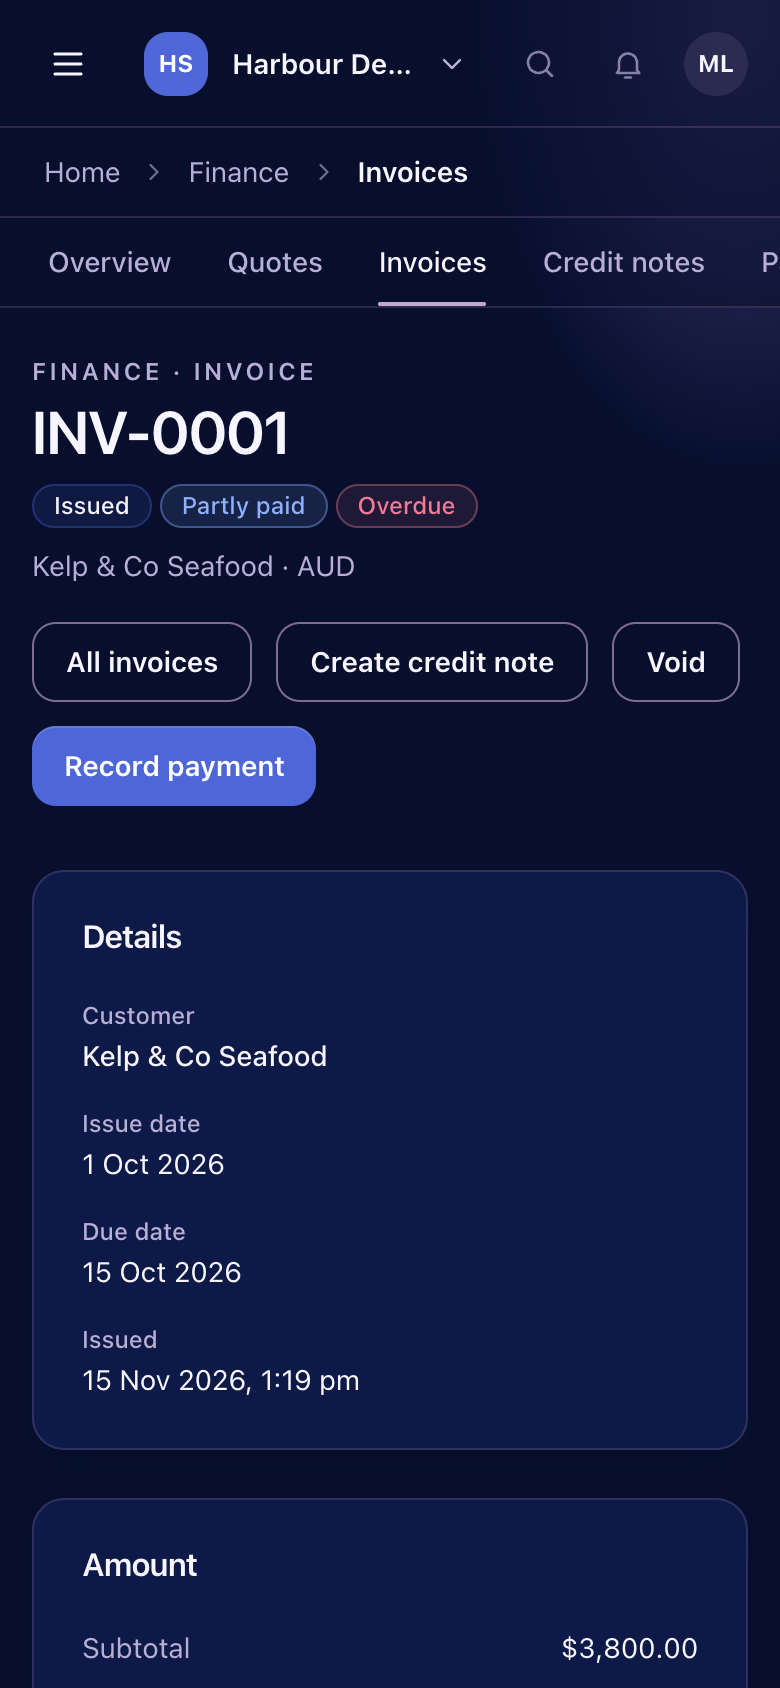 HS Harbour De... ML
Home > Finance > Invoices
Overview Quotes Invoices Credit notes P
FINANCE · INVOICE
INV-0001
Issued Partly paid Overdue
Kelp & Co Seafood · AUD
All invoices Create credit note Void
Record payment
Details
Customer
Kelp & Co Seafood
Issue date
1 Oct 2026
Due date
15 Oct 2026
Issued
15 Nov 2026, 1:19 pm
Amount
Subtotal $3,800.00